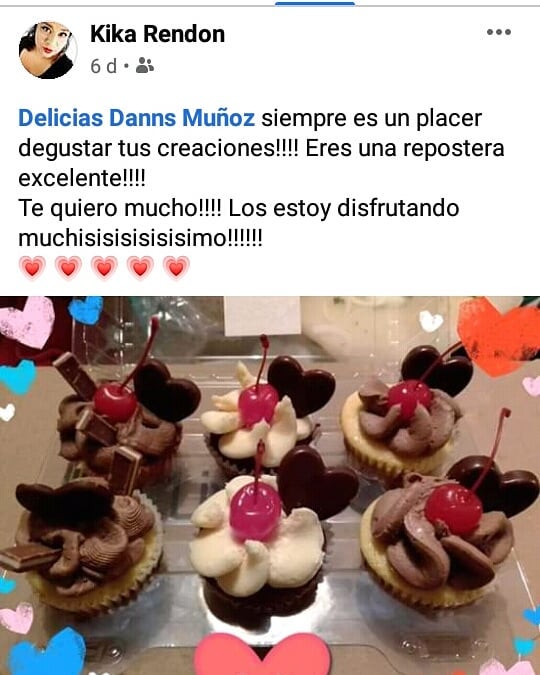 Kika Rendon
6 d •
Delicias Danns Muñoz siempre es un placer
degustar tus creaciones!!!! Eres una repostera
excelente!!!!
Te quiero mucho!!!! Los estoy disfrutando
muchisisisisisisimo!!!!!!